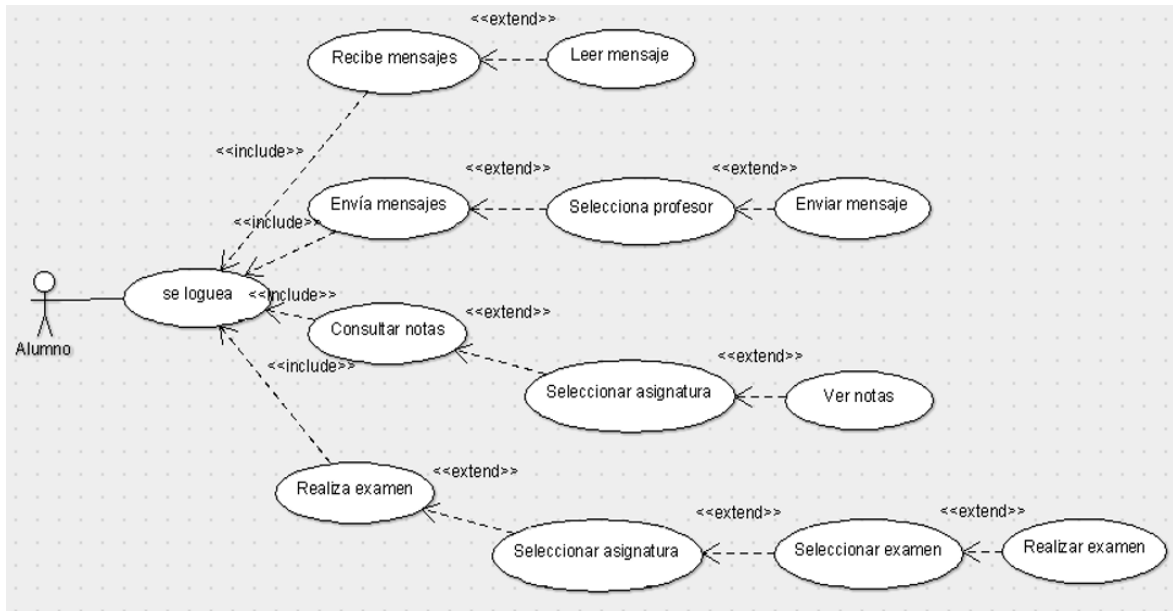 <<extend>>
Recibe mensajes
Leer mensaje
<<include>>
<<extend>>
<<extend>>
Envía mensajes
Selecciona profesor
Enviar mensaje
<<include>>
se loguea
<<include>>
<<extend>>
Consultar notas
Alumno
<<include>>
<<extend>>
Seleccionar asignatura
Ver notas
<<extend>>
Realiza examen
<<extend>>
<<extend>>
Seleccionar asignatura
Seleccionar examen
Realizar examen